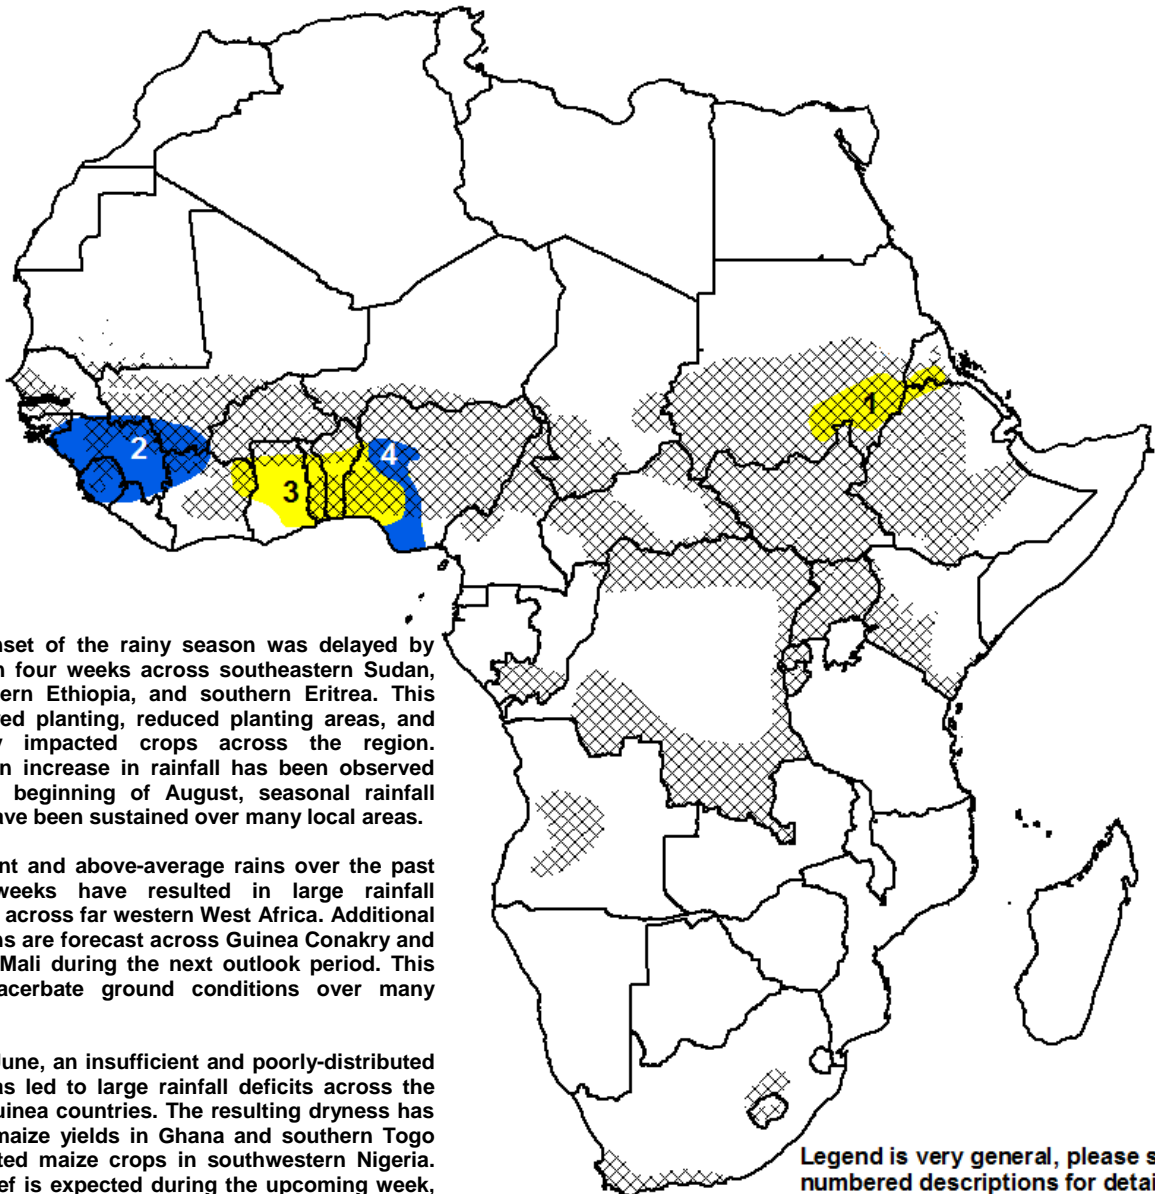 1
2
3
4
nset of the rainy season was delayed by
n four weeks across southeastern Sudan,
ern Ethiopia, and southern Eritrea. This
ed planting, reduced planting areas, and
y impacted crops across the region.
n increase in rainfall has been observed
beginning of August, seasonal rainfall
ave been sustained over many local areas.
nt and above-average rains over the past
weeks have resulted in large rainfall
across far western West Africa. Additional
ns are forecast across Guinea Conakry and
Mali during the next outlook period. This
acerbate ground conditions over many
June, an insufficient and poorly-distributed
as led to large rainfall deficits across the
uinea countries. The resulting dryness has
maize yields in Ghana and southern Togo
ted maize crops in southwestern Nigeria.
ef is expected during the upcoming week,
Legend is very general, please s
numbered descriptions for detai